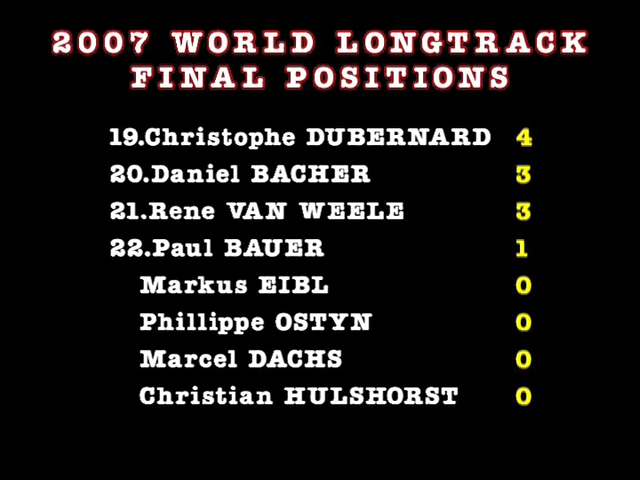 2007 WORLD LONGTRACK
FINAL POSITIONS
19.Christophe DUBERNARD 4
20.Daniel BACHER 3
21.Rene VAN WEELE 3
22.Paul BAUER 1
Markus EIBL 0
Phillippe OSTYN 0
Marcel DACHS 0
Christian HULSHORST 0